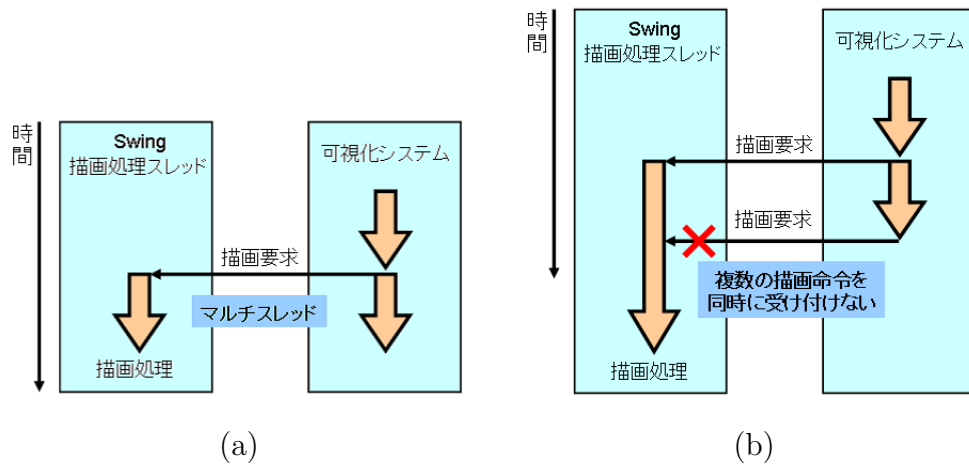 時
間
Swing
描画処理スレッド
可視化システム
描画要求
マルチスレッド
描画処理
(a)
時
間
Swing
描画処理スレッド
可視化システム
描画要求
描画要求
複数の描画命令を
同時に受け付けない
描画処理
(b)